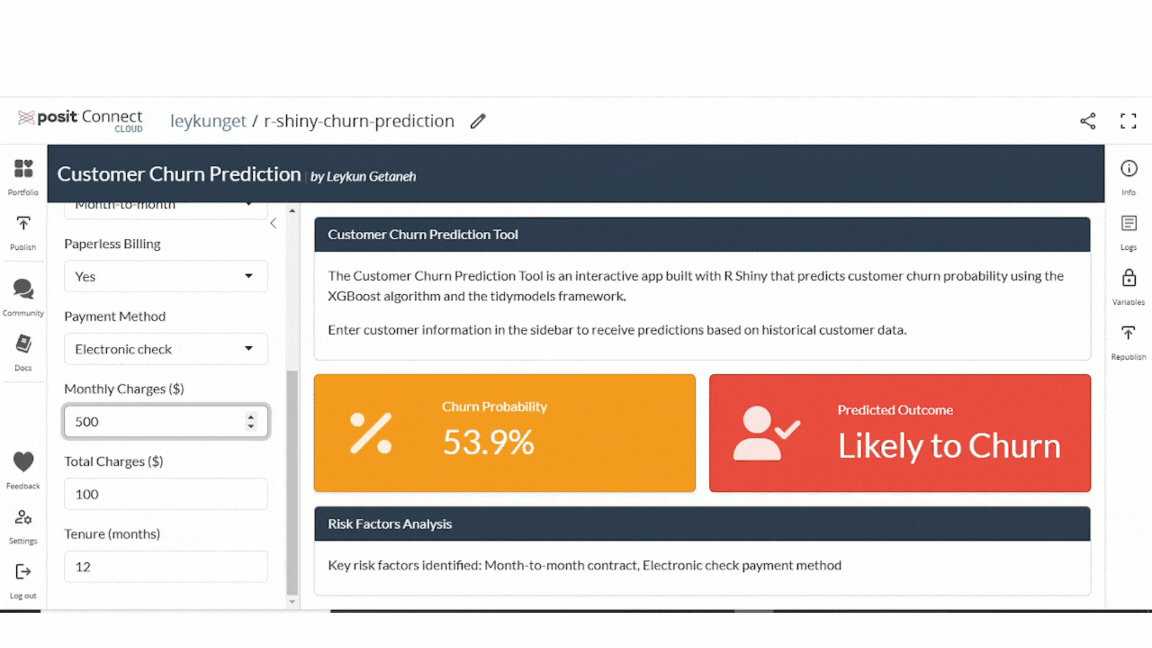 posit Connect
CLOUD
leykunget / r-shiny-churn-prediction
Portfolio
Publish
Community
Docs
Feedback
Settings
Log out
Customer Churn Prediction | by Leykun Getaneh
Month-to-month
Paperless Billing
Yes
Payment Method
Electronic check
Monthly Charges ($)
500
Total Charges ($)
100
Tenure (months)
12
Customer Churn Prediction Tool
The Customer Churn Prediction Tool is an interactive app built with R Shiny that predicts customer churn probability using the
XGBoost algorithm and the tidymodels framework.
Enter customer information in the sidebar to receive predictions based on historical customer data.
Churn Probability
53.9%
Predicted Outcome
Likely to Churn
Risk Factors Analysis
Key risk factors identified: Month-to-month contract, Electronic check payment method
Info
Logs
Variables
Republish